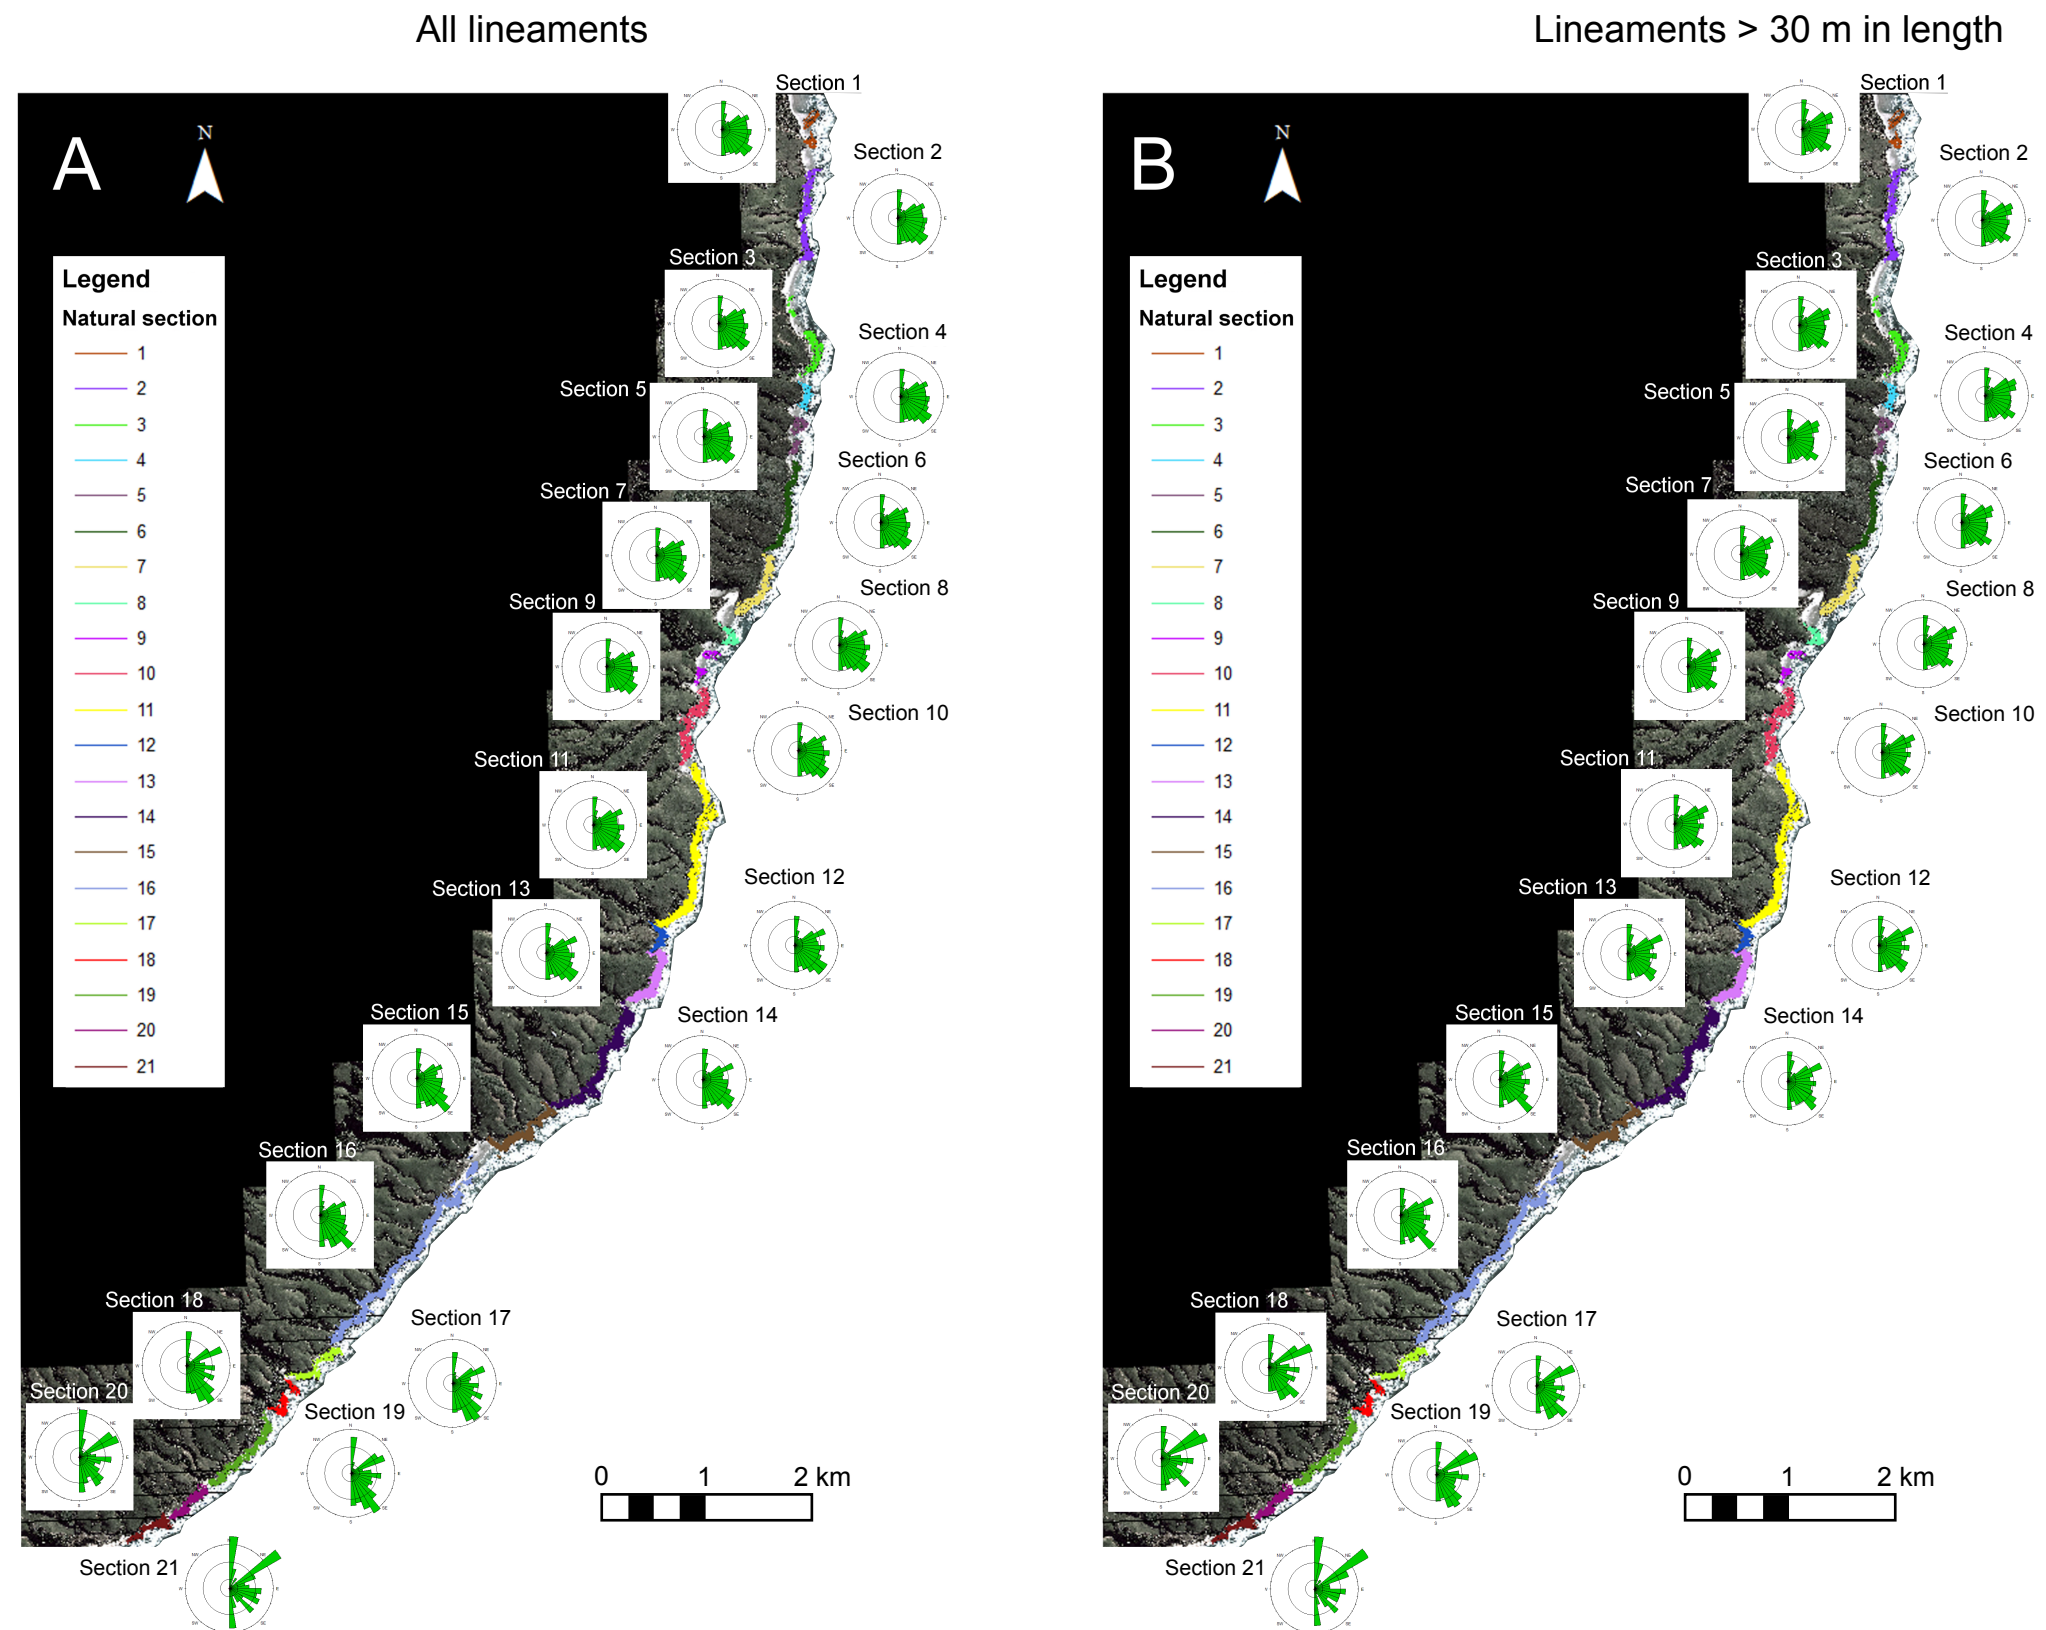 All lineaments
Lineaments > 30 m in length
A
N
Section 1
Section 2
Section 3
Section 4
Section 5
Section 6
Section 7
Section 8
Section 9
Section 10
Section 11
Section 12
Section 13
Section 14
Section 15
Section 16
Section 17
Section 18
Section 19
Section 20
Section 21
Legend
Natural section
1
2
3
4
5
6
7
8
9
10
11
12
13
14
15
16
17
18
19
20
21
0 1 2 km
B
N
Section 1
Section 2
Section 3
Section 4
Section 5
Section 6
Section 7
Section 8
Section 9
Section 10
Section 11
Section 12
Section 13
Section 14
Section 15
Section 16
Section 17
Section 18
Section 19
Section 20
Section 21
Legend
Natural section
1
2
3
4
5
6
7
8
9
10
11
12
13
14
15
16
17
18
19
20
21
0 1 2 km